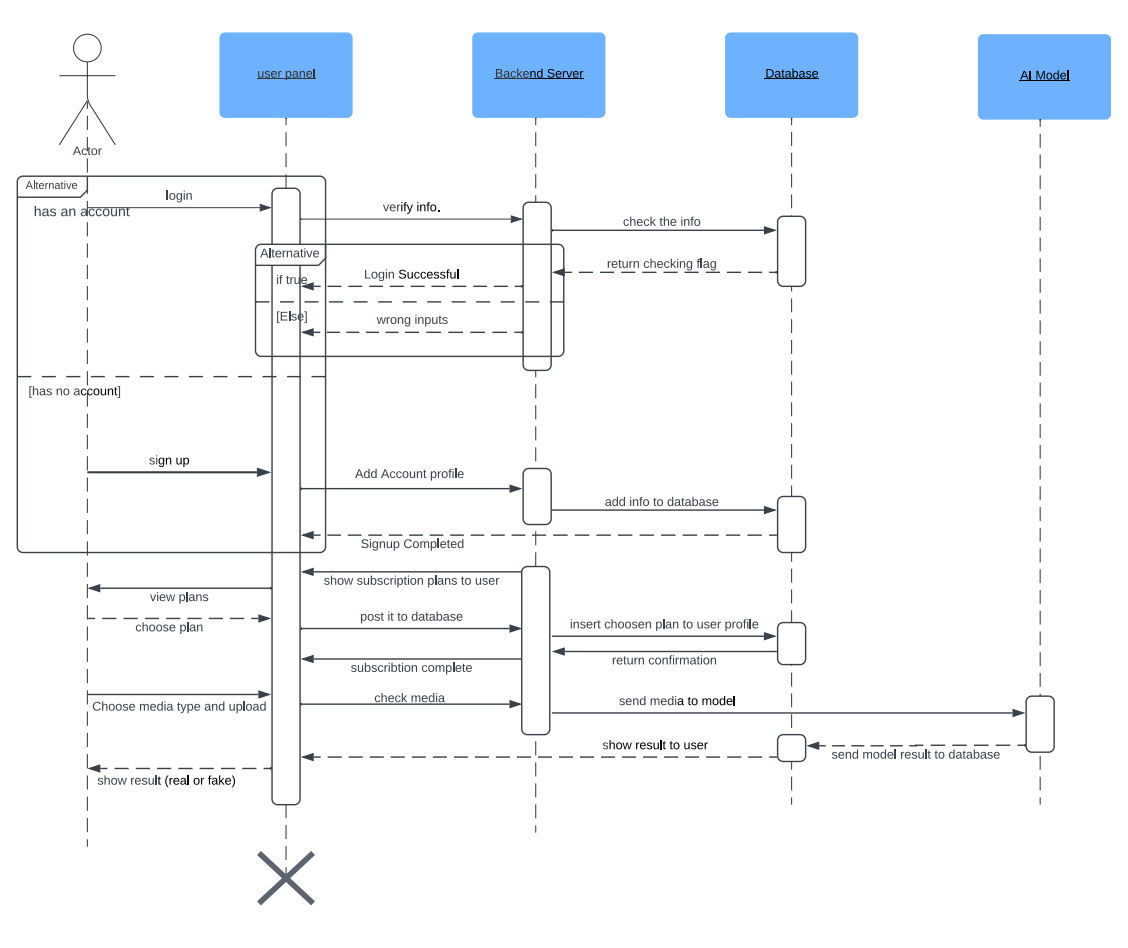 user panel
Backend Server
Database
AI Model
Actor
Alternative
login
has an account
verify info.
check the info
Alternative
return checking flag
if true
Login Successful
[Else]
wrong inputs
[has no account]
sign up
Add Account profile
add info to database
Signup Completed
show subscription plans to user
view plans
post it to database
choose plan
insert choosen plan to user profile
subscribtion complete
return confirmation
Choose media type and upload
check media
send media to model
show result to user
send model result to database
show result (real or fake)